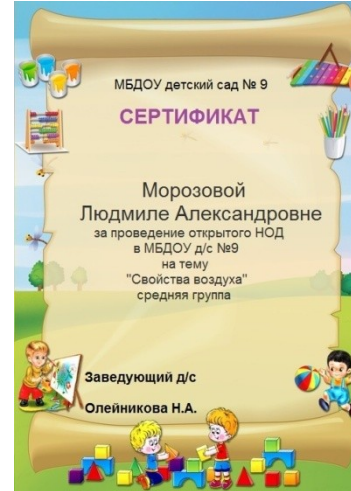 МБДОУ детский сад № 9
СЕРТИФИКАТ
Морозовой
Людмиле Александровне
за проведение открытого НОД
в МБДОУ д/с №9
на тему
"Свойства воздуха"
средняя группа
Заведующий д/с
Олейникова Н.А.